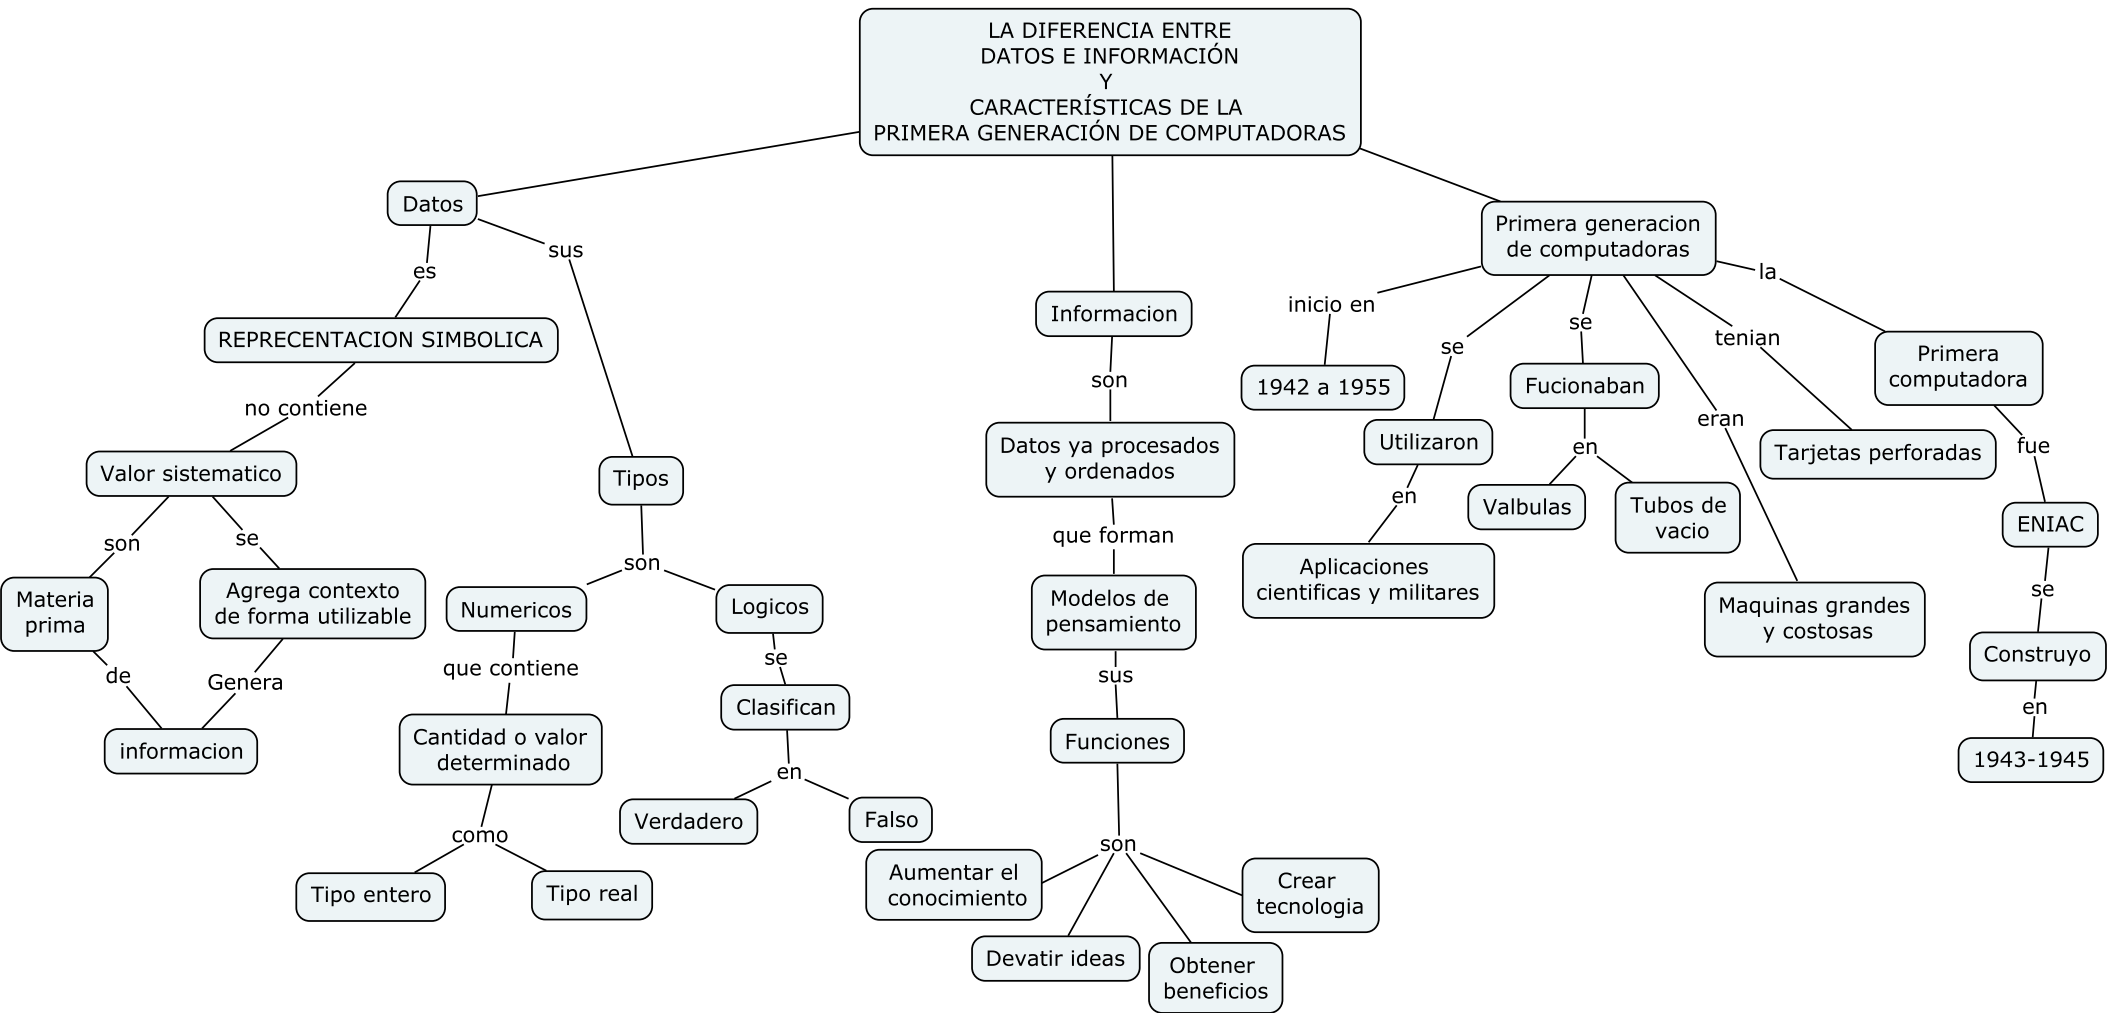 LA DIFERENCIA ENTRE
DATOS E INFORMACIÓN
Y
CARACTERÍSTICAS DE LA
PRIMERA GENERACIÓN DE COMPUTADORAS
Datos
es
REPRECENTACION SIMBOLICA
no contiene
Valor sistematico
son
Materia
prima
de
se
Agrega contexto
de forma utilizable
Genera
informacion
sus
Tipos
son
Numericos
que contiene
Cantidad o valor
determinado
como
Tipo entero
Tipo real
Logicos
se
Clasifican
en
Verdadero
Falso
Informacion
son
Datos ya procesados
y ordenados
que forman
Modelos de
pensamiento
sus
Funciones
son
Aumentar el
conocimiento
Devatir ideas
Obtener
beneficios
Crear
tecnologia
Primera generacion
de computadoras
inicio en
1942 a 1955
se
Utilizaron
en
Aplicaciones
cientificas y militares
se
Fucionaban
en
Valbulas
Tubos de
vacio
eran
Maquinas grandes
y costosas
tenian
Tarjetas perforadas
la
Primera
computadora
fue
ENIAC
se
Construyo
en
1943-1945